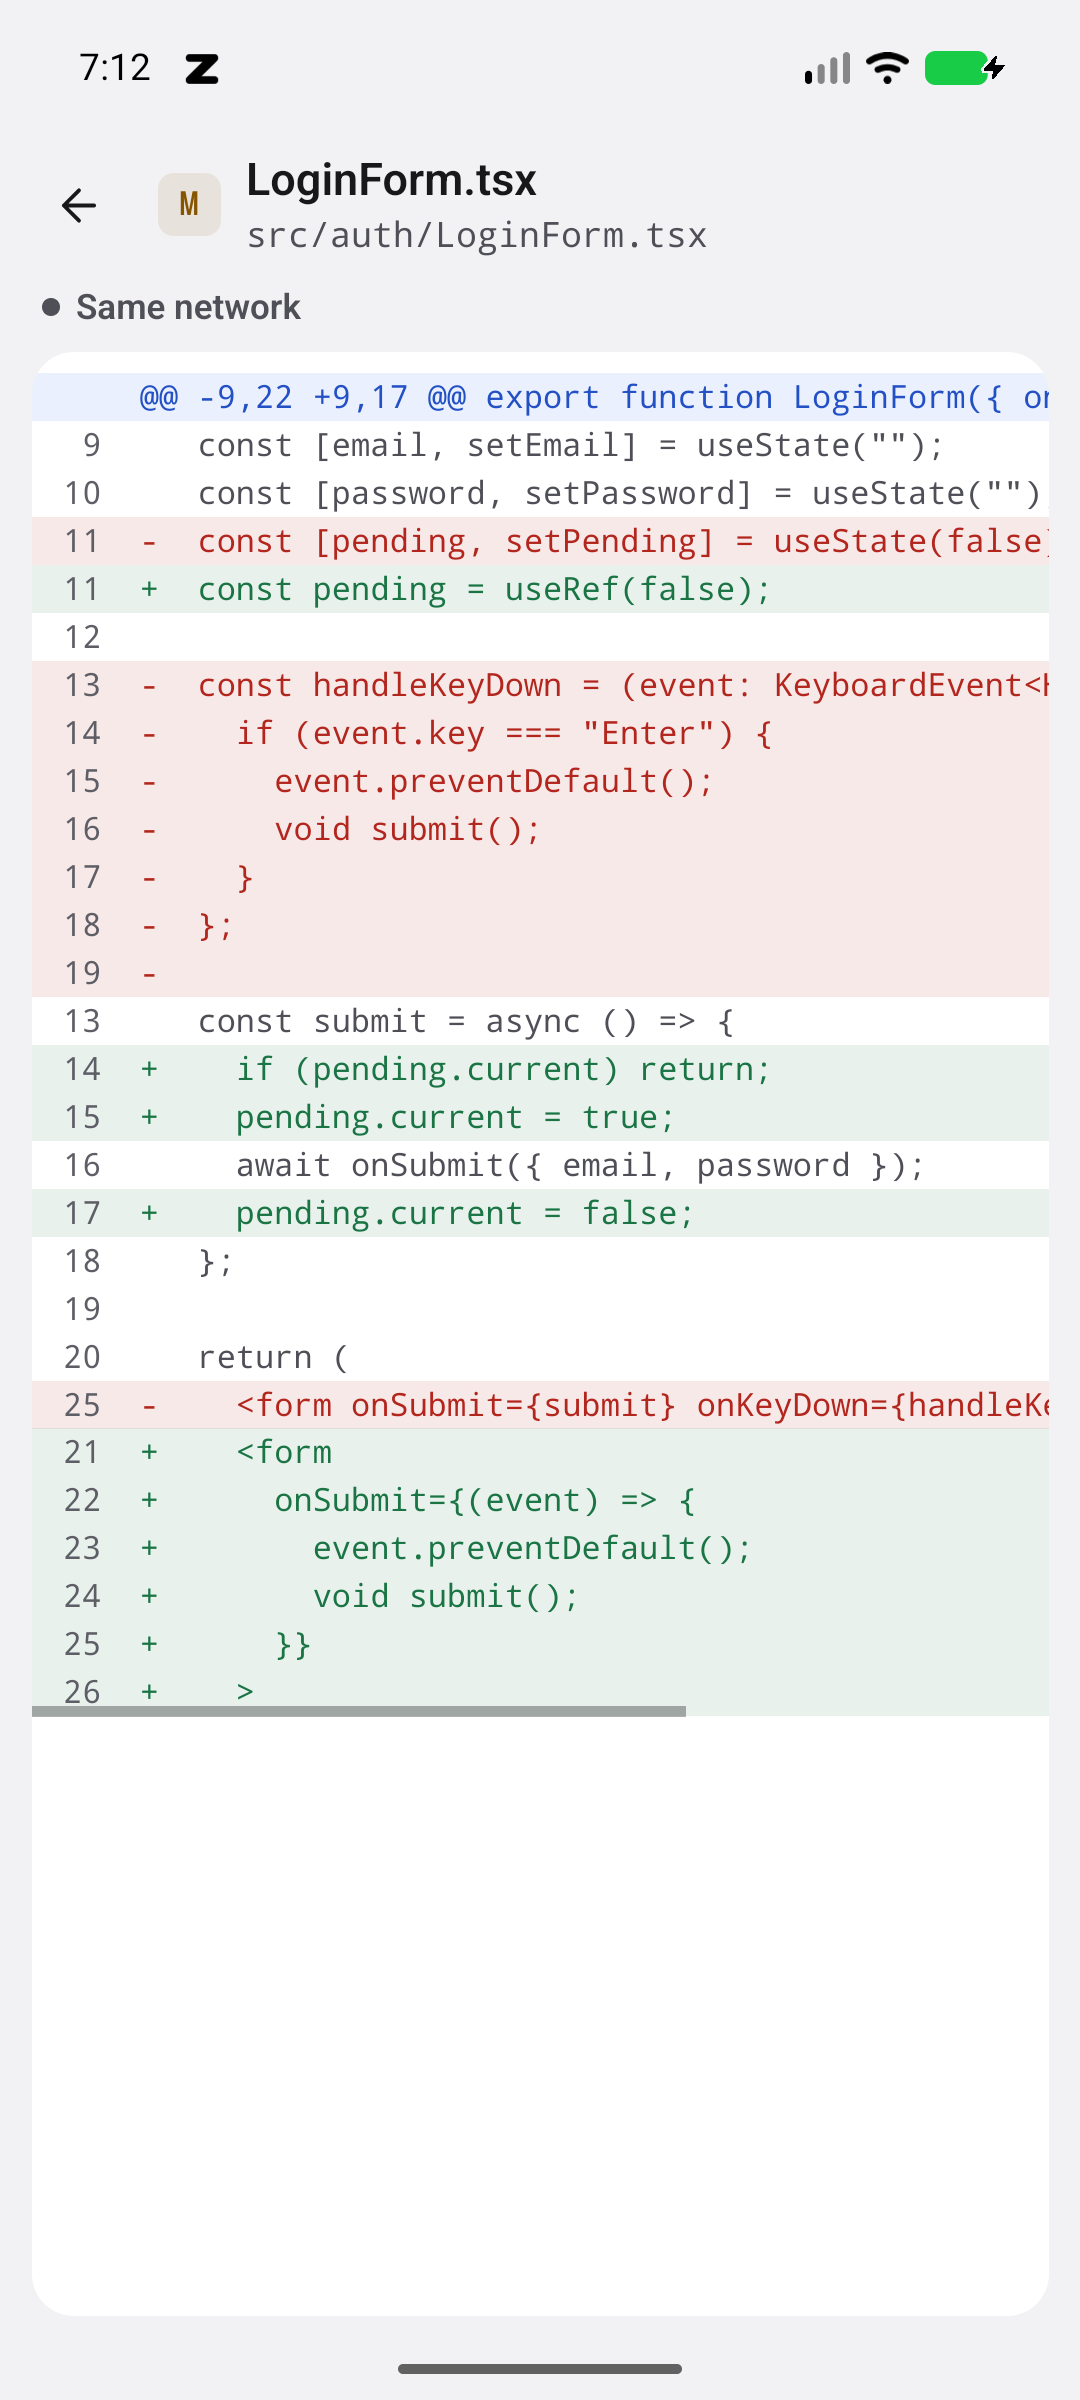 7:12
M
LoginForm.tsx
src/auth/LoginForm.tsx
Same network
@@ -9,22 +9,17 @@ export function LoginForm({ on
9 const [email, setEmail] = useState("");
10 const [password, setPassword] = useState("")
11 - const [pending, setPending] = useState(false)
11 + const pending = useRef(false);
12
13 - const handleKeyDown = (event: KeyboardEvent<H
14 - if (event.key === "Enter") {
15 - event.preventDefault();
16 - void submit();
17 - }
18 - };
19 -
13 const submit = async () => {
14 + if (pending.current) return;
15 + pending.current = true;
16 await onSubmit({ email, password });
17 + pending.current = false;
18 };
19
20 return (
25 - <form onSubmit={submit} onKeyDown={handleKe
21 + <form
22 + onSubmit={(event) => {
23 + event.preventDefault();
24 + void submit();
25 + }}
26 + >